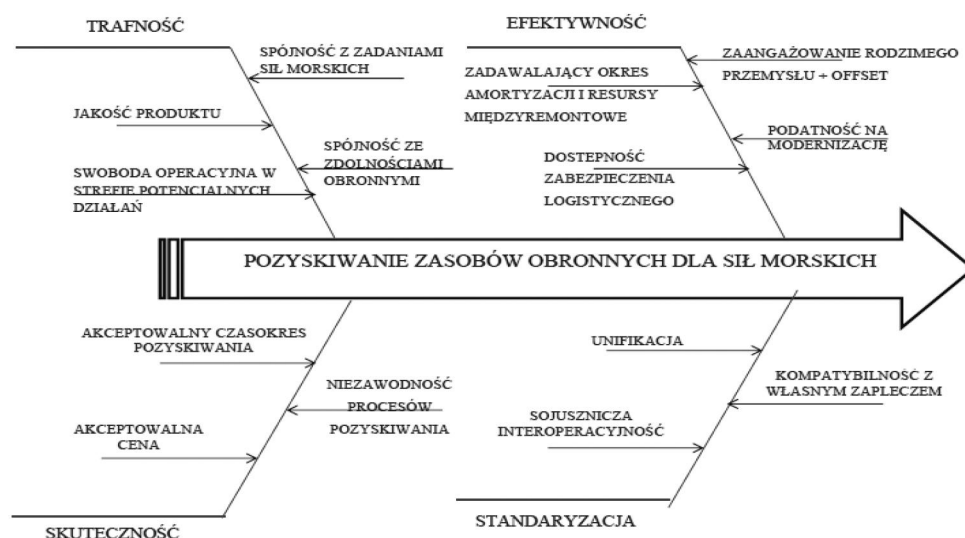 TRAFNOŚĆ
SPÓJNOŚĆ Z ZADANIAMI
SIŁ MORSKICH
JAKOŚĆ PRODUKTU
SPÓJNOŚĆ ZE
ZDOLNOŚCIAMI
OBRONNYMI
SWOBODA OPERACYJNA W
STREFIE POTENCJALNYCH
DZIAŁAŃ
EFEKTYWNOŚĆ
ZAANGAŻOWANIE RODZIMEGO
PRZEMYSŁU + OFFSET
ZADAWALAJĄCY OKRES
AMORTYZACJI I RESURSY
MIĘDZYREMONTOWE
PODATNOŚĆ NA
MODERNIZACJĘ
DOSTEPNOŚĆ
ZABEZPIECZENIA
LOGISTYCZNEGO
POZYSKIWANIE ZASOBÓW OBRONNYCH DLA SIŁ MORSKICH
AKCEPTOWALNY CZASOKRES
POZYSKIWANIA
NIEZAWODNOŚĆ
PROCESÓW
POZYSKIWANIA
AKCEPTOWALNA
CENA
SKUTECZNOŚĆ
UNIFIKACJA
KOMPATYBILNOŚĆ Z
WŁASNYM ZAPLECZEM
SOJUSZNICZA
INTEROPERACYJNOŚĆ
STANDARYZACJA